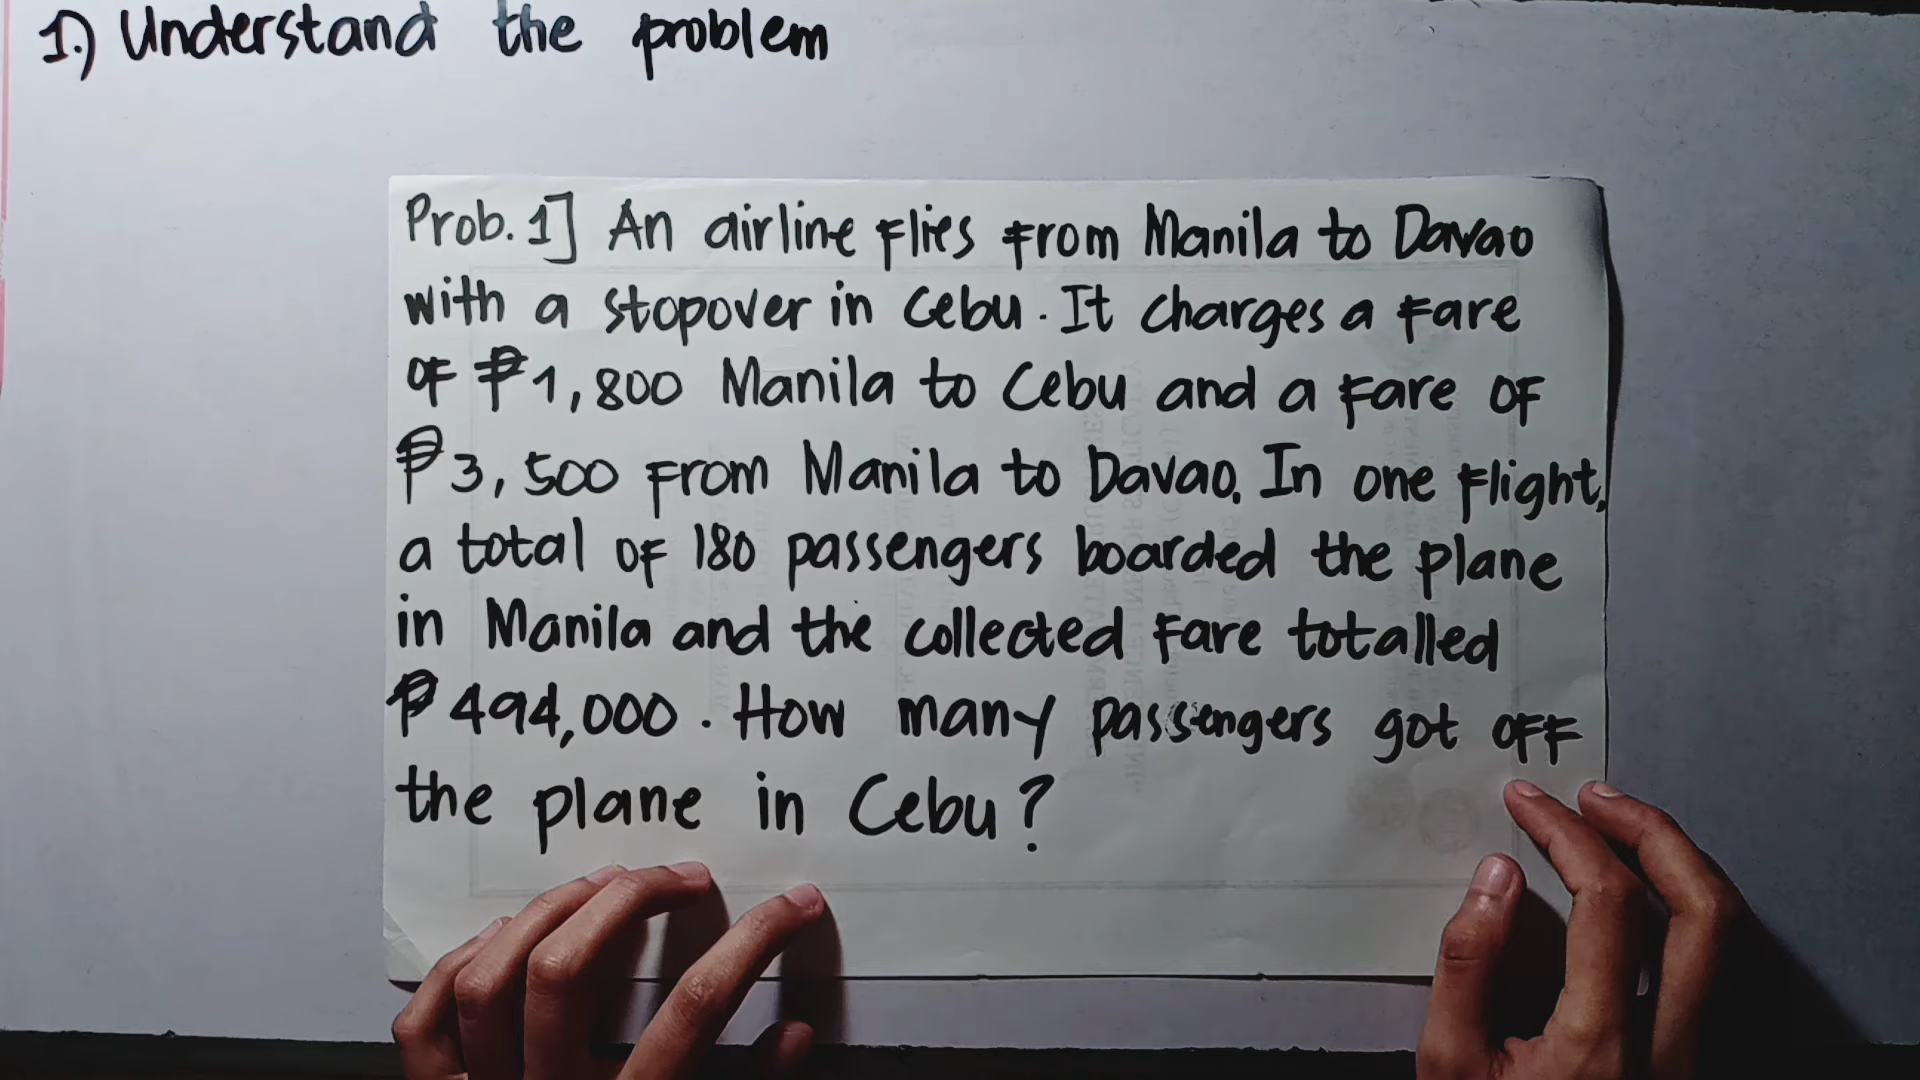 1.) Understand the problem
Prob. 1] An airline flies from Manila to Davao
with a stopover in Cebu. It charges a fare
of ₱1,800 Manila to Cebu and a fare of
₱3,500 from Manila to Davao. In one flight,
a total of 180 passengers boarded the plane
in Manila and the collected fare totalled
₱494,000. How many passengers got off
the plane in Cebu?